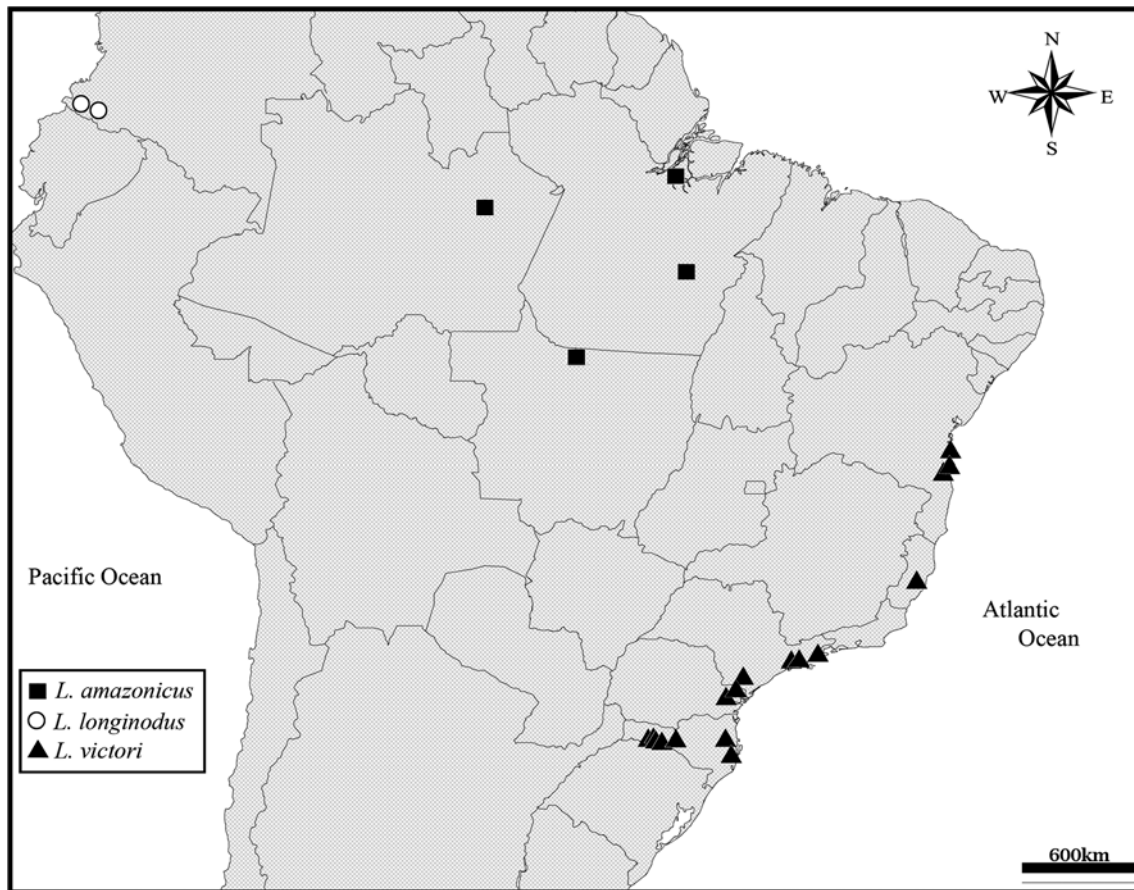 N
W E
S
Pacific Ocean
Atlantic
Ocean
L. amazonicus
L. longinodus
L. victori
600km